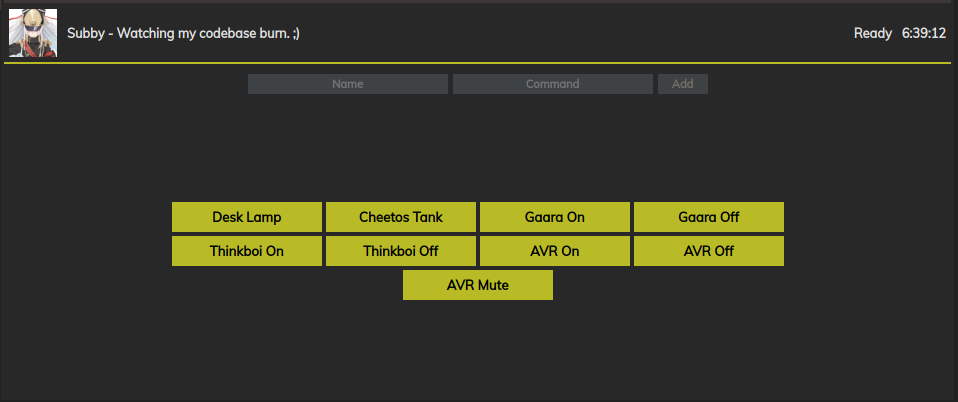 Subby - Watching my codebase burn. ;) Ready 6:39:12
Name Command Add
Desk Lamp Cheetos Tank Gaara On Gaara Off
Thinkboi On Thinkboi Off AVR On AVR Off
AVR Mute